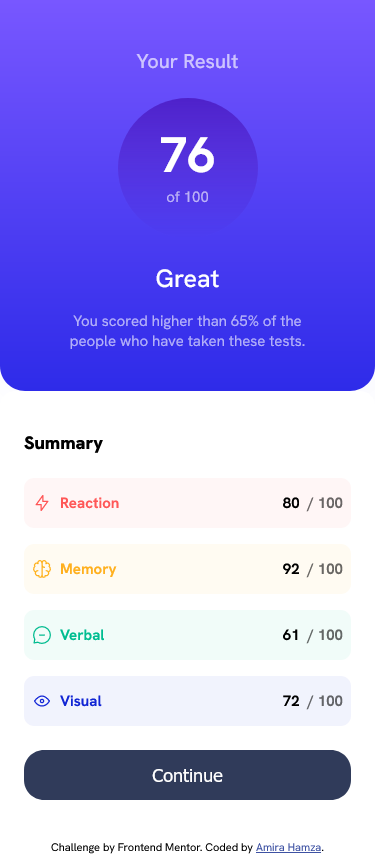 Your Result
76
of 100
Great
You scored higher than 65% of the
people who have taken these tests.
Summary
Reaction 80 / 100
Memory 92 / 100
Verbal 61 / 100
Visual 72 / 100
Continue
Challenge by Frontend Mentor. Coded by Amira Hamza.